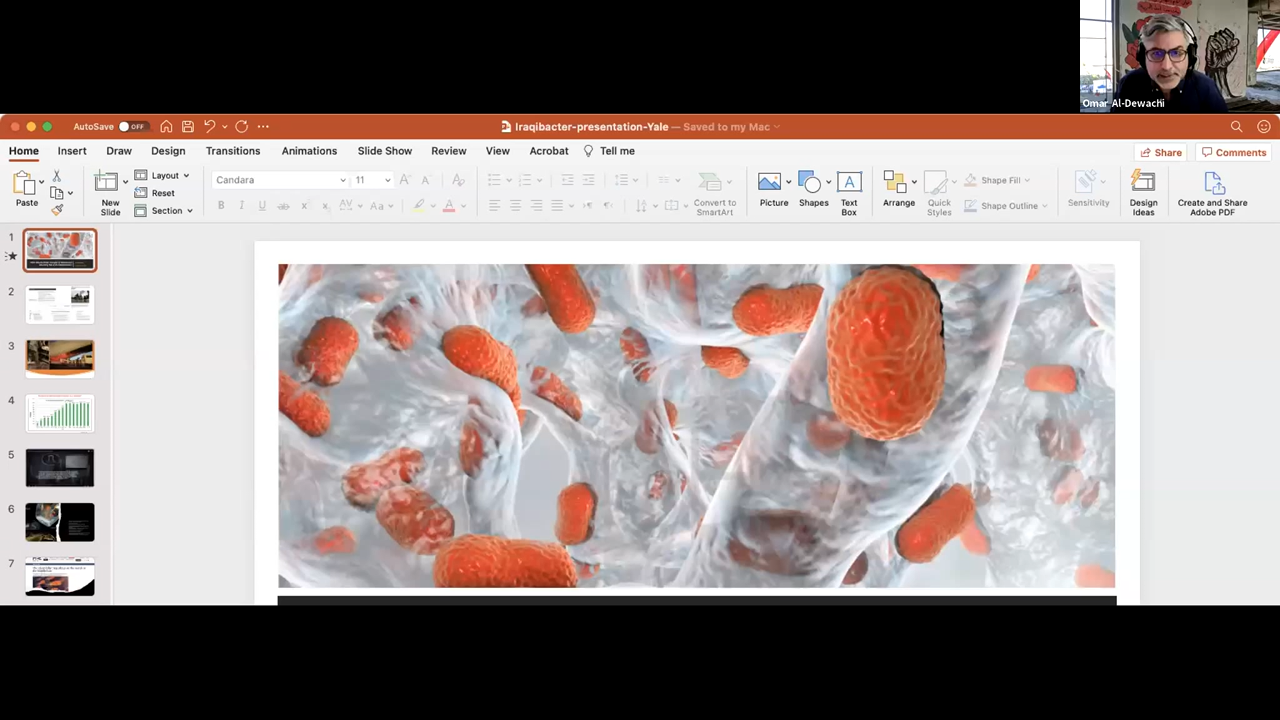 Omar Al-Dewachi
AutoSave OFF
Iraqibacter-presentation-Yale — Saved to my Mac
Home Insert Draw Design Transitions Animations Slide Show Review View Acrobat Tell me
Share Comments
Paste
New Slide
Layout
Reset
Section
Candara 11
Convert to SmartArt
Picture
Shapes
Text Box
Arrange
Quick Styles
Shape Fill
Shape Outline
Sensitivity
Design Ideas
Create and Share Adobe PDF
1
2
3
4
5
6
7